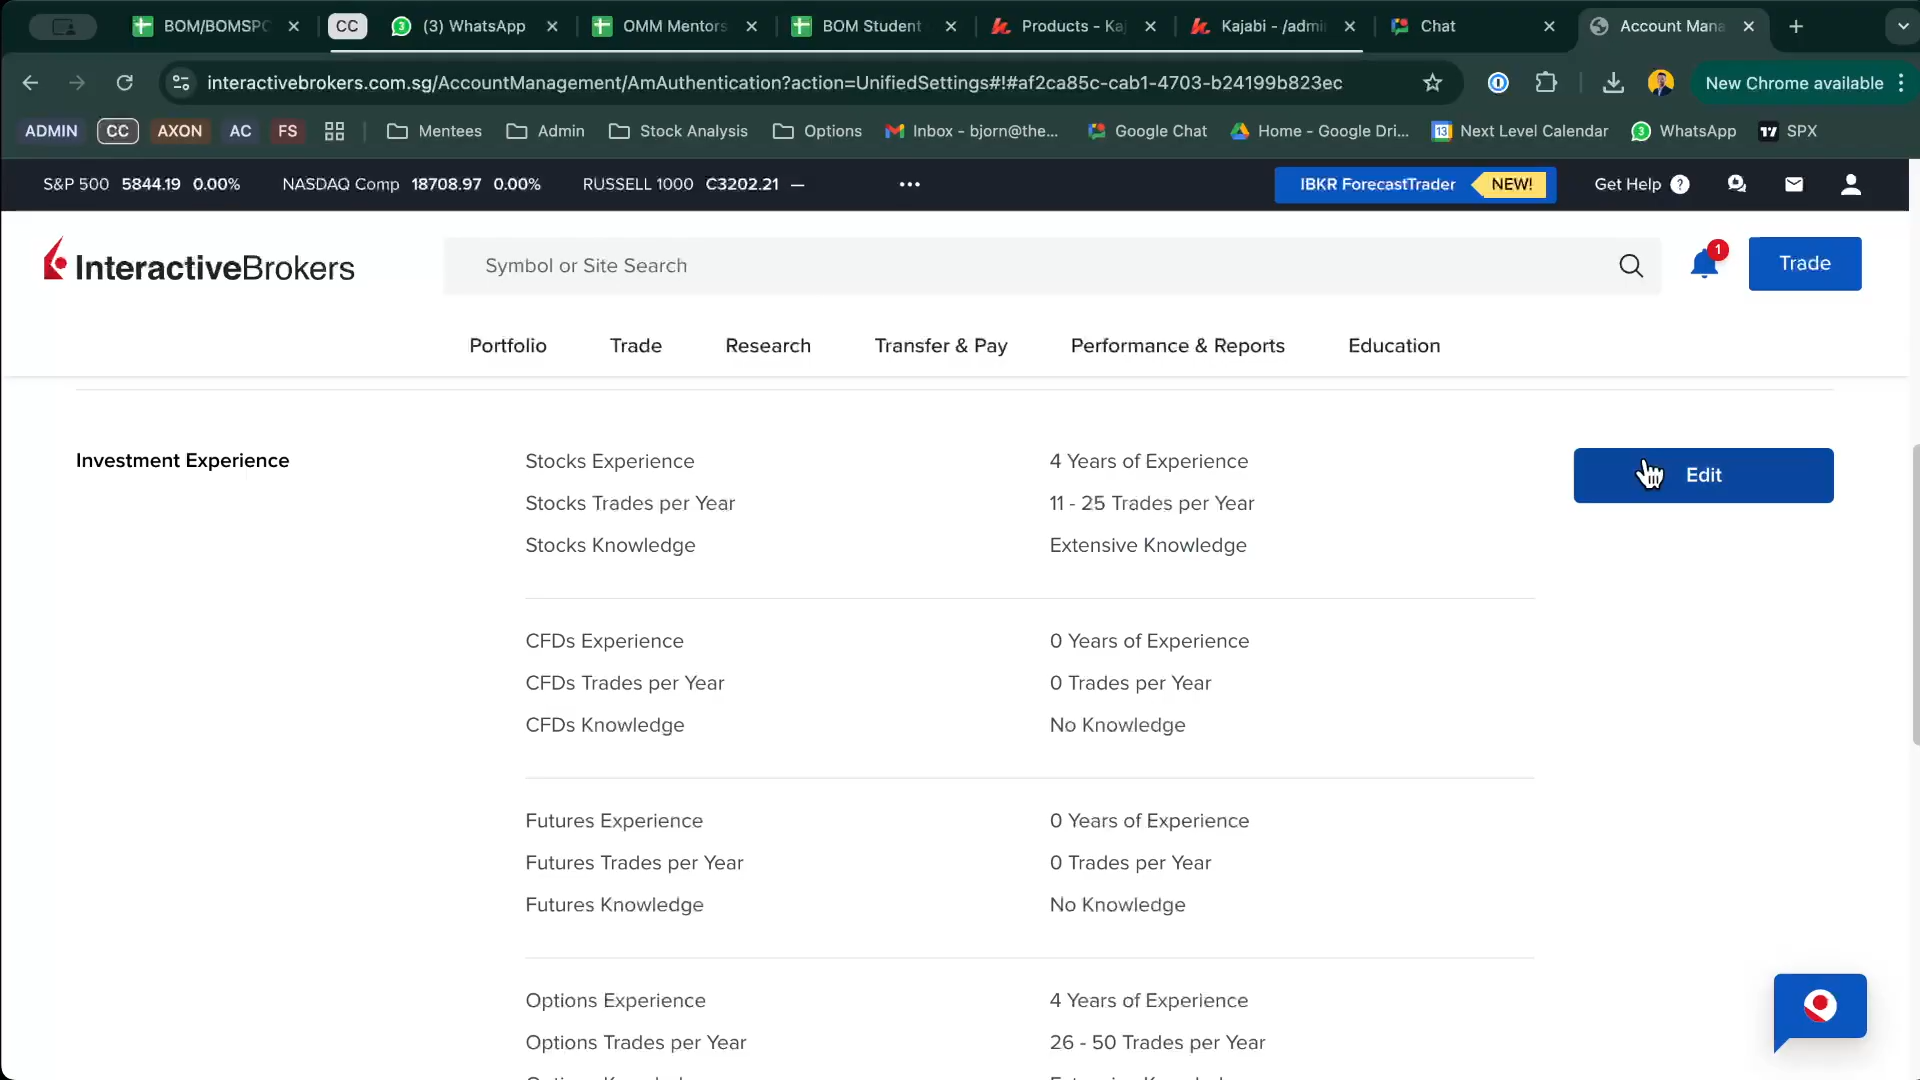 BOM/BOMSPC
CC
(3) WhatsApp
OMM Mentors
BOM Student
Products - Kaj
Kajabi - /admi
Chat
Account Mana
interactivebrokers.com.sg/AccountManagement/AmAuthentication?action=UnifiedSettings#!#af2ca85c-cab1-4703-b24199b823ec
New Chrome available
ADMIN
CC
AXON
AC
FS
Mentees
Admin
Stock Analysis
Options
Inbox - bjorn@the...
Google Chat
Home - Google Dri...
13 Next Level Calendar
3 WhatsApp
SPX
S&P 500 5844.19 0.00%
NASDAQ Comp 18708.97 0.00%
RUSSELL 1000 C3202.21 —
IBKR ForecastTrader NEW!
Get Help ?
InteractiveBrokers
Symbol or Site Search
1
Trade
Portfolio
Trade
Research
Transfer & Pay
Performance & Reports
Education
Investment Experience
Stocks Experience 4 Years of Experience
Edit
Stocks Trades per Year 11 - 25 Trades per Year
Stocks Knowledge Extensive Knowledge
CFDs Experience 0 Years of Experience
CFDs Trades per Year 0 Trades per Year
CFDs Knowledge No Knowledge
Futures Experience 0 Years of Experience
Futures Trades per Year 0 Trades per Year
Futures Knowledge No Knowledge
Options Experience 4 Years of Experience
Options Trades per Year 26 - 50 Trades per Year